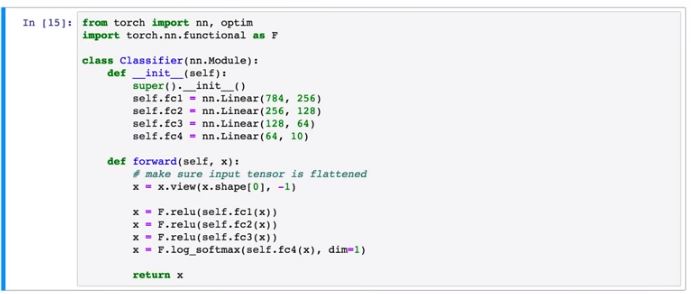 In [15]: from torch import nn, optim
import torch.nn.functional as F
class Classifier(nn.Module):
def __init__(self):
super().__init__()
self.fc1 = nn.Linear(784, 256)
self.fc2 = nn.Linear(256, 128)
self.fc3 = nn.Linear(128, 64)
self.fc4 = nn.Linear(64, 10)
def forward(self, x):
# make sure input tensor is flattened
x = x.view(x.shape[0], -1)
x = F.relu(self.fc1(x))
x = F.relu(self.fc2(x))
x = F.relu(self.fc3(x))
x = F.log_softmax(self.fc4(x), dim=1)
return x